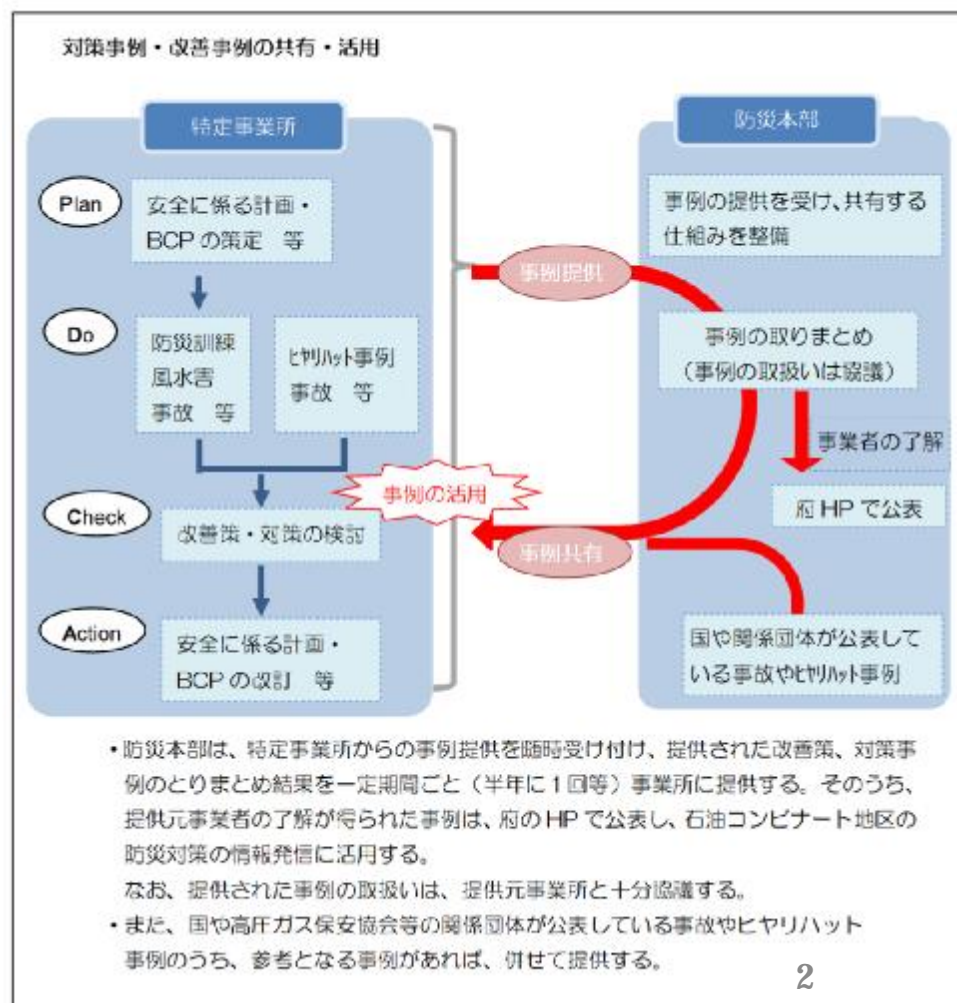 対策事例・改善事例の共有・活用
特定事業所
防災本部
Plan
安全に係る計画・
BCP の策定　等
事例の提供を受け、共有する
仕組みを整備
事例提供
Do
防災訓練
風水害
事故　等
ﾋﾔﾘﾊｯﾄ事例
事故　等
事例の取りまとめ
（事例の取扱いは協議）
事業者の了解
府 HP で公表
事例の活用
Check
改善策・対策の検討
事例共有
Action
安全に係る計画・
BCP の改訂　等
国や関係団体が公表して
いる事故やﾋﾔﾘﾊｯﾄ事例
・防災本部は、特定事業所からの事例提供を随時受け付け、提供された改善策、対策事
例のとりまとめ結果を一定期間ごと（半年に１回等）事業所に提供する。そのうち、
提供元事業者の了解が得られた事例は、府の HP で公表し、石油コンビナート地区の
防災対策の情報発信に活用する。
なお、提供された事例の取扱いは、提供元事業所と十分協議する。
・また、国や高圧ガス保安協会等の関係団体が公表している事故やヒヤリハット
事例のうち、参考となる事例があれば、併せて提供する。
2